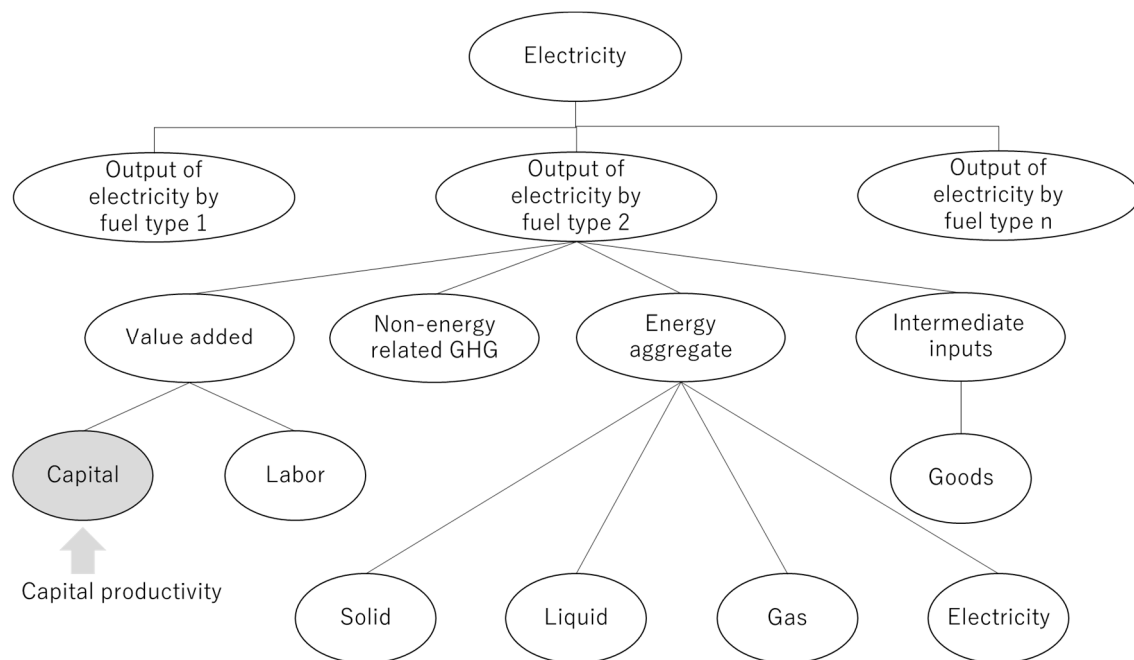 Electricity
Output of
electricity by
fuel type 1
Output of
electricity by
fuel type 2
Output of
electricity by
fuel type n
Value added
Non-energy
related GHG
Energy
aggregate
Intermediate
inputs
Capital
Labor
Goods
Capital productivity
Solid
Liquid
Gas
Electricity